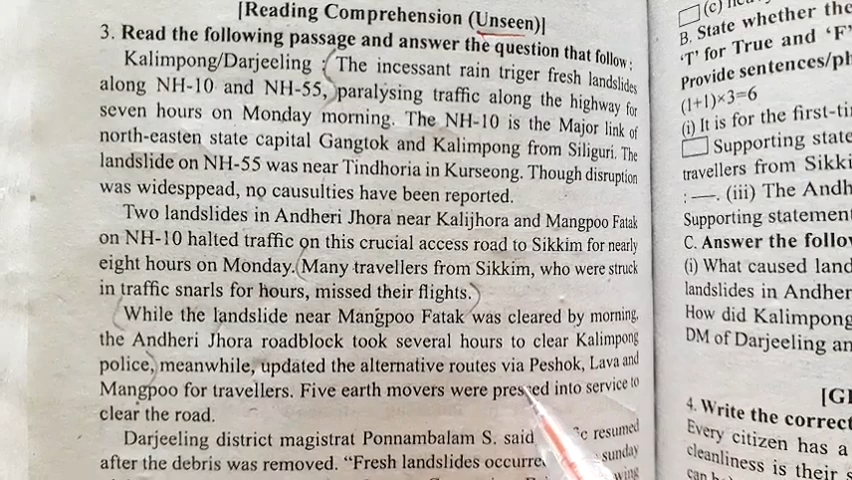 [Reading Comprehension (Unseen)]
3. Read the following passage and answer the question that follow :
Kalimpong/Darjeeling : The incessant rain triger fresh landslides
along NH-10 and NH-55, paralysing traffic along the highway for
seven hours on Monday morning. The NH-10 is the Major link of
north-easten state capital Gangtok and Kalimpong from Siliguri. The
landslide on NH-55 was near Tindhoria in Kurseong. Though disruption
was widesppead, no causulties have been reported.
Two landslides in Andheri Jhora near Kalijhora and Mangpoo Fatak
on NH-10 halted traffic on this crucial access road to Sikkim for nearly
eight hours on Monday. Many travellers from Sikkim, who were struck
in traffic snarls for hours, missed their flights.
While the landslide near Mangpoo Fatak was cleared by morning,
the Andheri Jhora roadblock took several hours to clear Kalimpong
police, meanwhile, updated the alternative routes via Peshok, Lava and
Mangpoo for travellers. Five earth movers were pressed into service to
clear the road.
Darjeeling district magistrat Ponnambalam S. said resumed
after the debris was removed. "Fresh landslides sunday
(c)
B. State whether the
'T' for True and 'F'
Provide sentences/ph
(1+1)×3=6
(i) It is for the first-ti
Supporting state
travellers from Sikki
: —. (iii) The Andh
Supporting statement
C. Answer the follo
(i) What caused land
landslides in Andher
How did Kalimpong
DM of Darjeeling an
[G
4. Write the correct
Every citizen has a
cleanliness is their s